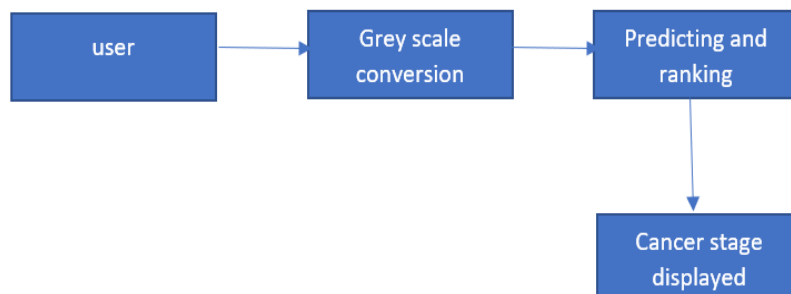 user
Grey scale
conversion
Predicting and
ranking
Cancer stage
displayed